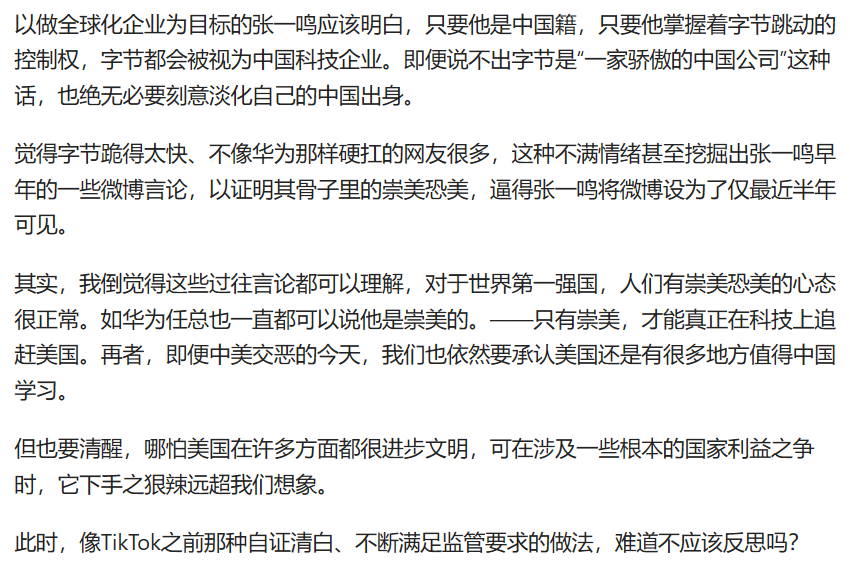 以做全球化企业为目标的张一鸣应该明白，只要他是中国籍，只要他掌握着字节跳动的
控制权，字节都会被视为中国科技企业。即便说不出字节是“一家骄傲的中国公司”这种
话，也绝无必要刻意淡化自己的中国出身。
觉得字节跪得太快、不像华为那样硬扛的网友很多，这种不满情绪甚至挖掘出张一鸣早
年的一些微博言论，以证明其骨子里的崇美恐美，逼得张一鸣将微博设为了仅最近半年
可见。
其实，我倒觉得这些过往言论都可以理解，对于世界第一强国，人们有崇美恐美的心态
很正常。如华为任总也一直都可以说他是崇美的。——只有崇美，才能真正在科技上追
赶美国。再者，即便中美交恶的今天，我们也依然要承认美国还是有很多地方值得中国
学习。
但也要清醒，哪怕美国在许多方面都很进步文明，可在涉及一些根本的国家利益之争
时，它下手之狠辣远超我们想象。
此时，像TikTok之前那种自证清白、不断满足监管要求的做法，难道不应该反思吗？